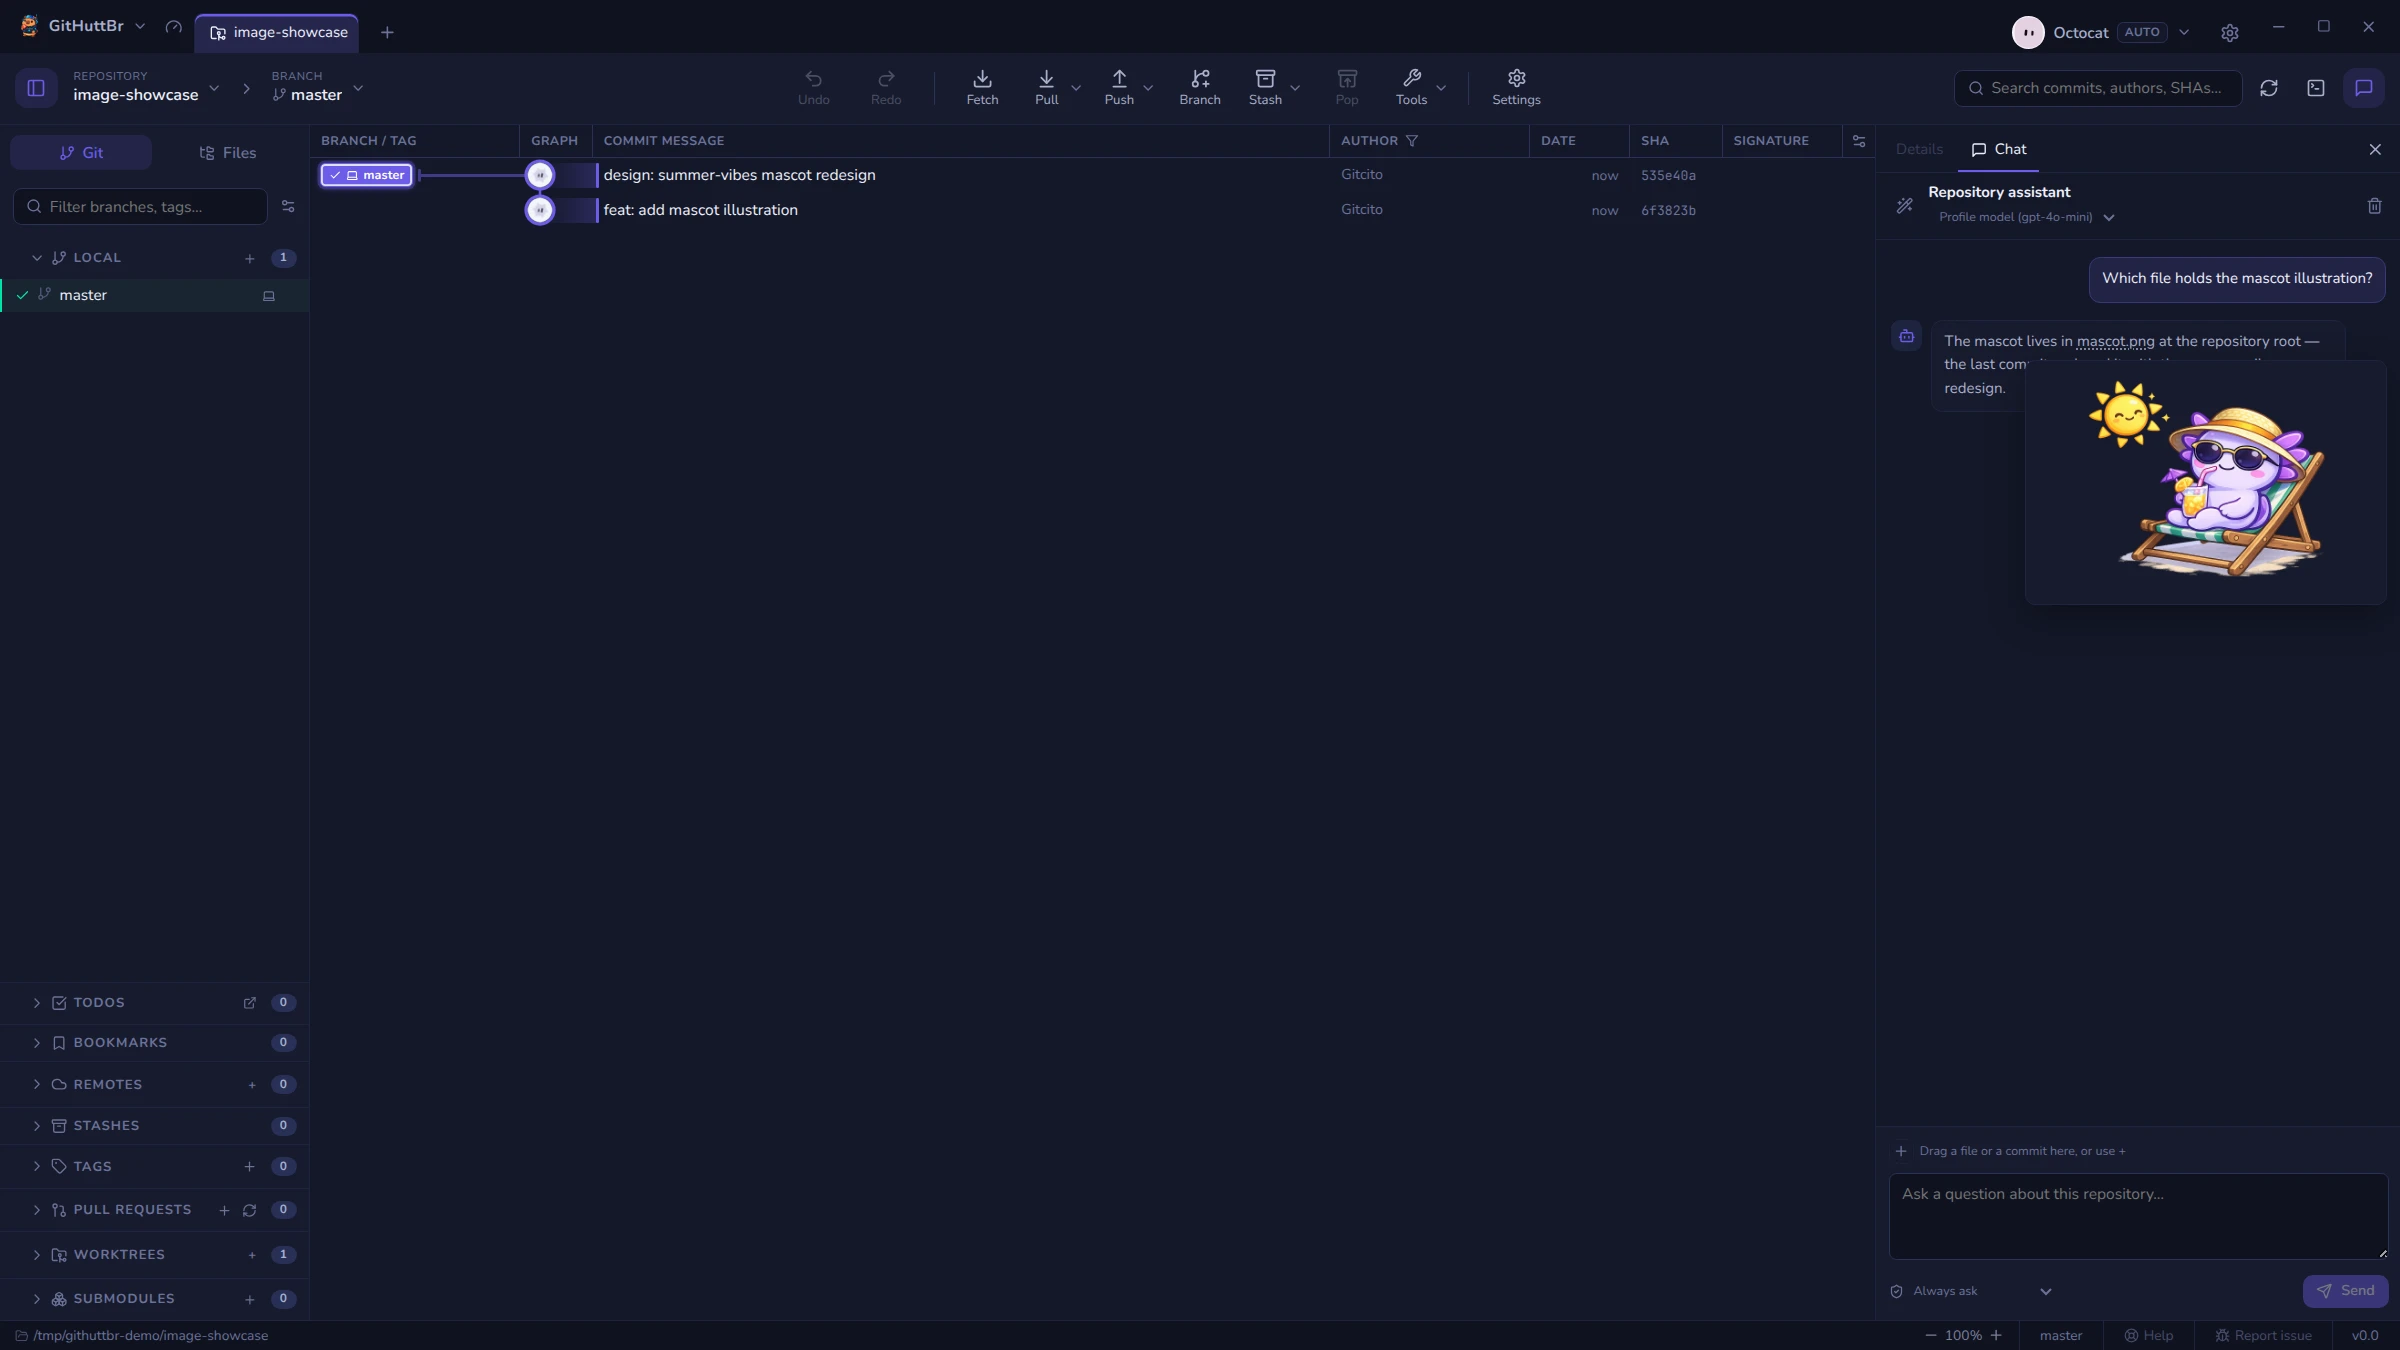 GitHuttBr
image-showcase
Octocat AUTO
REPOSITORY
image-showcase
BRANCH
master
Undo
Redo
Fetch
Pull
Push
Branch
Stash
Pop
Tools
Settings
Search commits, authors, SHAs...
Git
Files
Filter branches, tags...
LOCAL 1
master
TODOS 0
BOOKMARKS 0
REMOTES 0
STASHES 0
TAGS 0
PULL REQUESTS 0
WORKTREES 1
SUBMODULES 0
BRANCH / TAG GRAPH COMMIT MESSAGE AUTHOR DATE SHA SIGNATURE
master design: summer-vibes mascot redesign Gitcito now 535e40a
feat: add mascot illustration Gitcito now 6f3823b
Details
Chat
Repository assistant
Profile model (gpt-4o-mini)
Which file holds the mascot illustration?
The mascot lives in mascot.png at the repository root —
the last com
redesign.
Drag a file or a commit here, or use +
Ask a question about this repository...
Always ask
Send
/tmp/githuttbr-demo/image-showcase
100%
master
Help
Report issue
v0.0